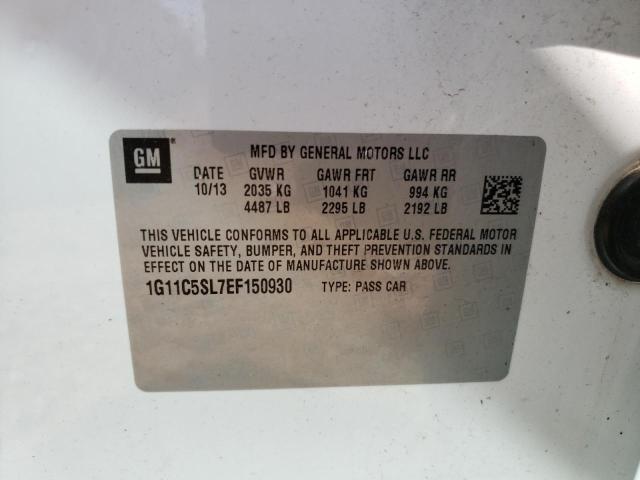 GM
MFD BY GENERAL MOTORS LLC
DATE GVWR GAWR FRT GAWR RR
10/13 2035 KG 1041 KG 994 KG
4487 LB 2295 LB 2192 LB
THIS VEHICLE CONFORMS TO ALL APPLICABLE U.S. FEDERAL MOTOR
VEHICLE SAFETY, BUMPER, AND THEFT PREVENTION STANDARDS IN
EFFECT ON THE DATE OF MANUFACTURE SHOWN ABOVE.
1G11C5SL7EF150930 TYPE: PASS CAR